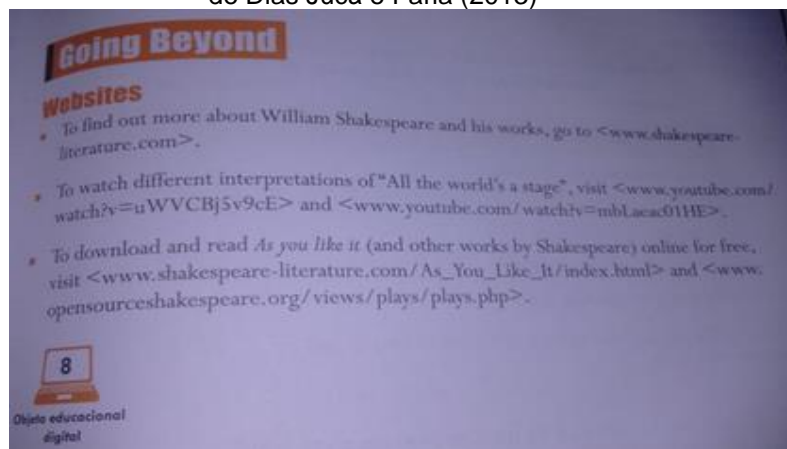 de Dias Jucá e Faria (2013)
Going Beyond
Websites
• To find out more about William Shakespeare and his works, go to <www.shakespeare-
literature.com>.
• To watch different interpretations of “All the world’s a stage”, visit <www.youtube.com/
watch?v=uWVCBj5v9cE> and <www.youtube.com/watch?v=mbLaeac01HE>.
• To download and read As you like it (and other works by Shakespeare) online for free,
visit <www.shakespeare-literature.com/As_You_Like_It/index.html> and <www.
opensourceshakespeare.org/views/plays/plays.php>.
8
Objeto educacional
digital